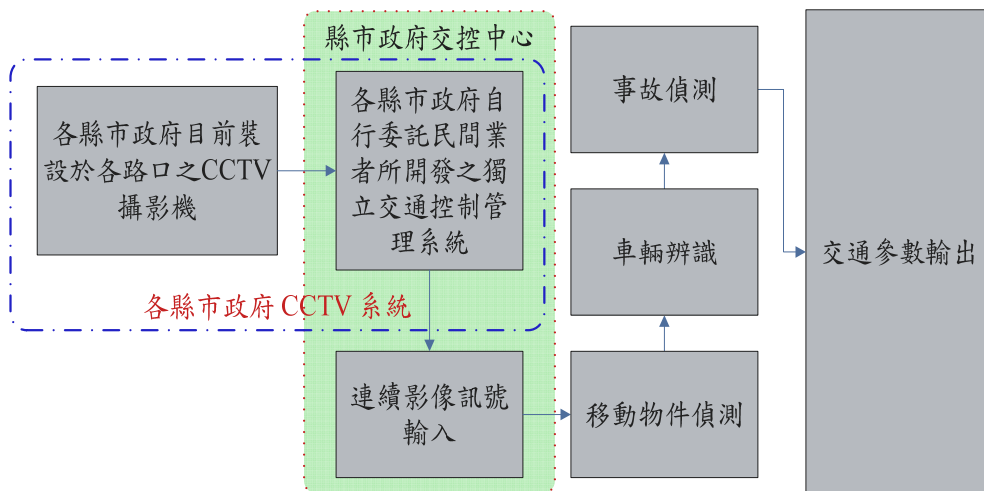 縣市政府交控中心
各縣市政府目前裝
設於各路口之CCTV
攝影機
各縣市政府自
行委託民間業
者所開發之獨
立交通控制管
理系統
各縣市政府 CCTV 系統
連續影像訊號
輸入
移動物件偵測
車輛辨識
事故偵測
交通參數輸出